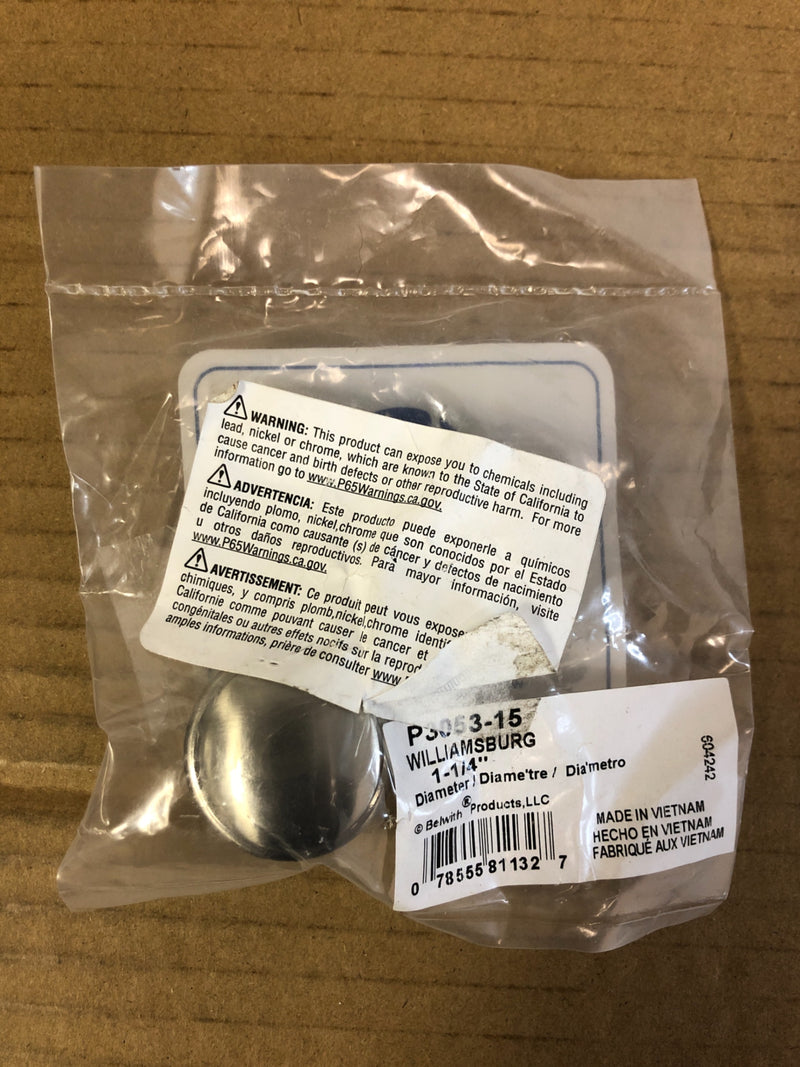 WARNING: This product can expose you to chemicals including
lead, nickel or chrome, which are known to the State of California to
cause cancer and birth defects or other reproductive harm. For more
information go to www.P65Warnings.ca.gov.
ADVERTENCIA: Este producto puede exponerle a químicos
incluyendo plomo, nickel,chrome que son conocidos por el Estado
de California como causante (s) de cáncer y defectos de nacimiento
u otros daños reproductivos. Para mayor información, visite
www.P65Warnings.ca.gov.
AVERTISSEMENT: Ce produit peut vous expose
chimiques, y compris plomb,nickel,chrome identi
Californie comme pouvant causer le cancer et
congénitales ou autres effets nocifs sur la reprod
amples informations, prière de consulter www.
P3053-15
WILLIAMSBURG
1-1/4"
Diameter / Diame'tre / Dia'metro
© Belwith ® Products,LLC
0 78555 81132 7
604242
MADE IN VIETNAM
HECHO EN VIETNAM
FABRIQUÉ AUX VIETNAM